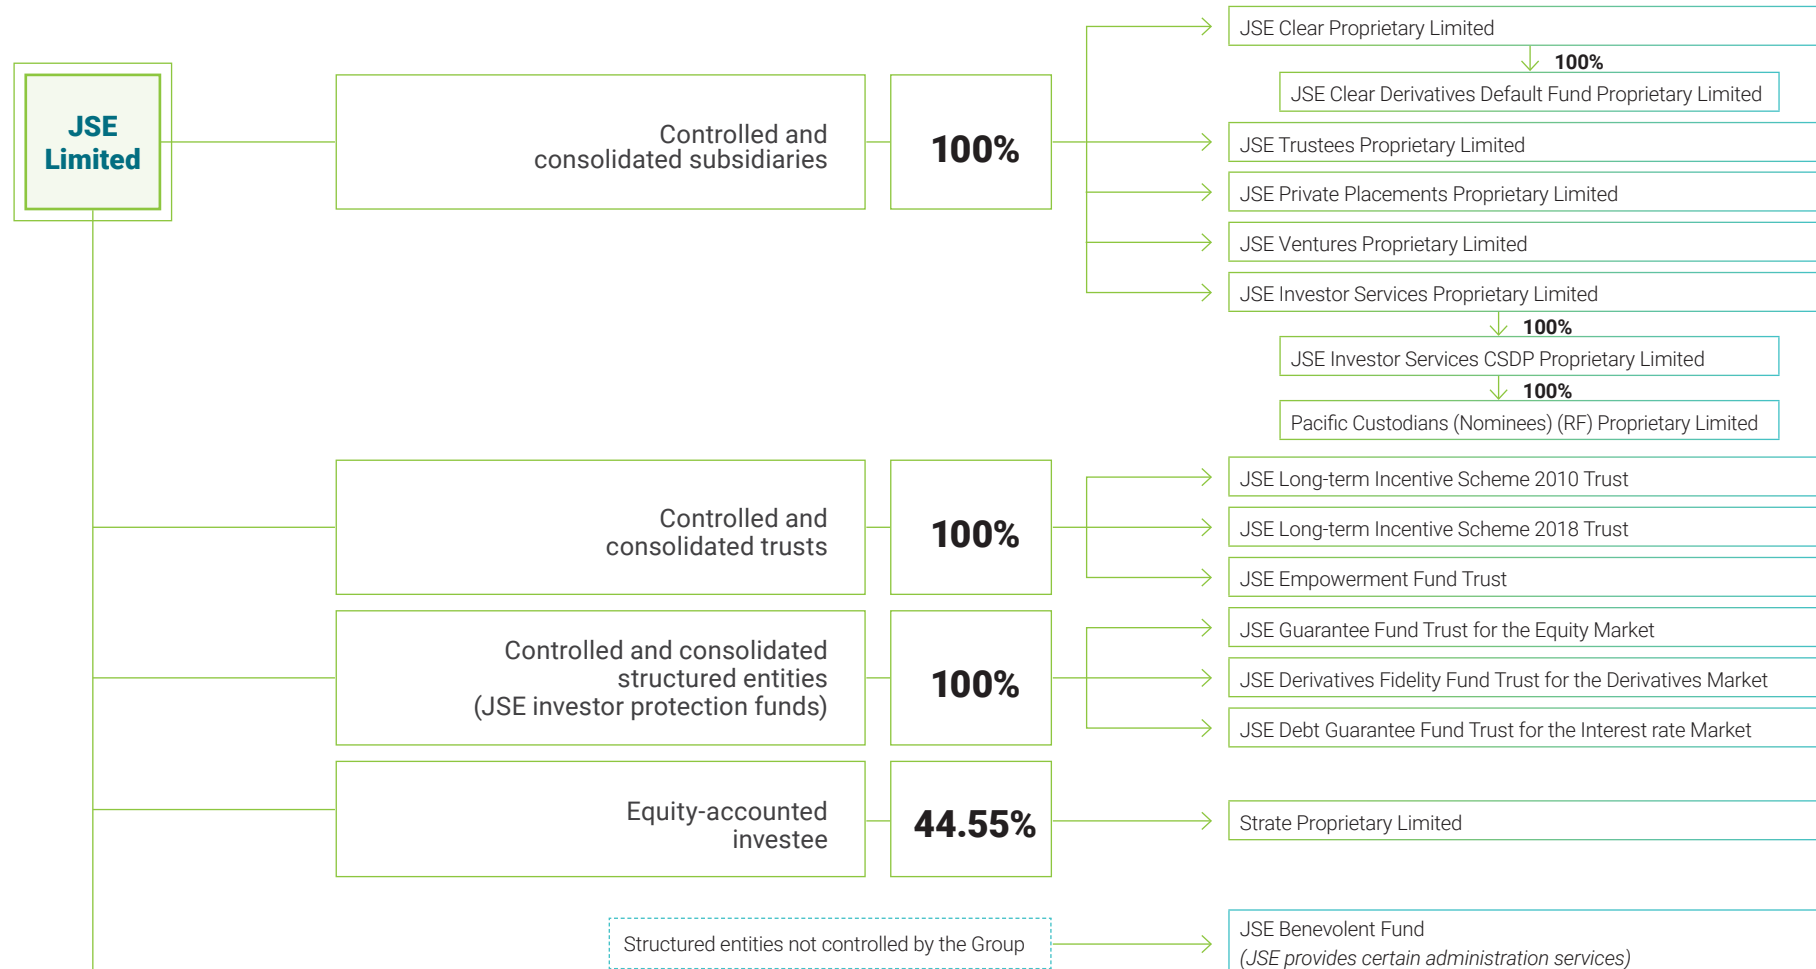 JSE
Limited
Controlled and
consolidated subsidiaries
100%
JSE Clear Proprietary Limited
100%
JSE Clear Derivatives Default Fund Proprietary Limited
JSE Trustees Proprietary Limited
JSE Private Placements Proprietary Limited
JSE Ventures Proprietary Limited
JSE Investor Services Proprietary Limited
100%
JSE Investor Services CSDP Proprietary Limited
100%
Pacific Custodians (Nominees) (RF) Proprietary Limited
Controlled and
consolidated trusts
100%
JSE Long-term Incentive Scheme 2010 Trust
JSE Long-term Incentive Scheme 2018 Trust
JSE Empowerment Fund Trust
Controlled and consolidated
structured entities
(JSE investor protection funds)
100%
JSE Guarantee Fund Trust for the Equity Market
JSE Derivatives Fidelity Fund Trust for the Derivatives Market
JSE Debt Guarantee Fund Trust for the Interest rate Market
Equity-accounted
investee
44.55%
Strate Proprietary Limited
Structured entities not controlled by the Group
JSE Benevolent Fund
(JSE provides certain administration services)